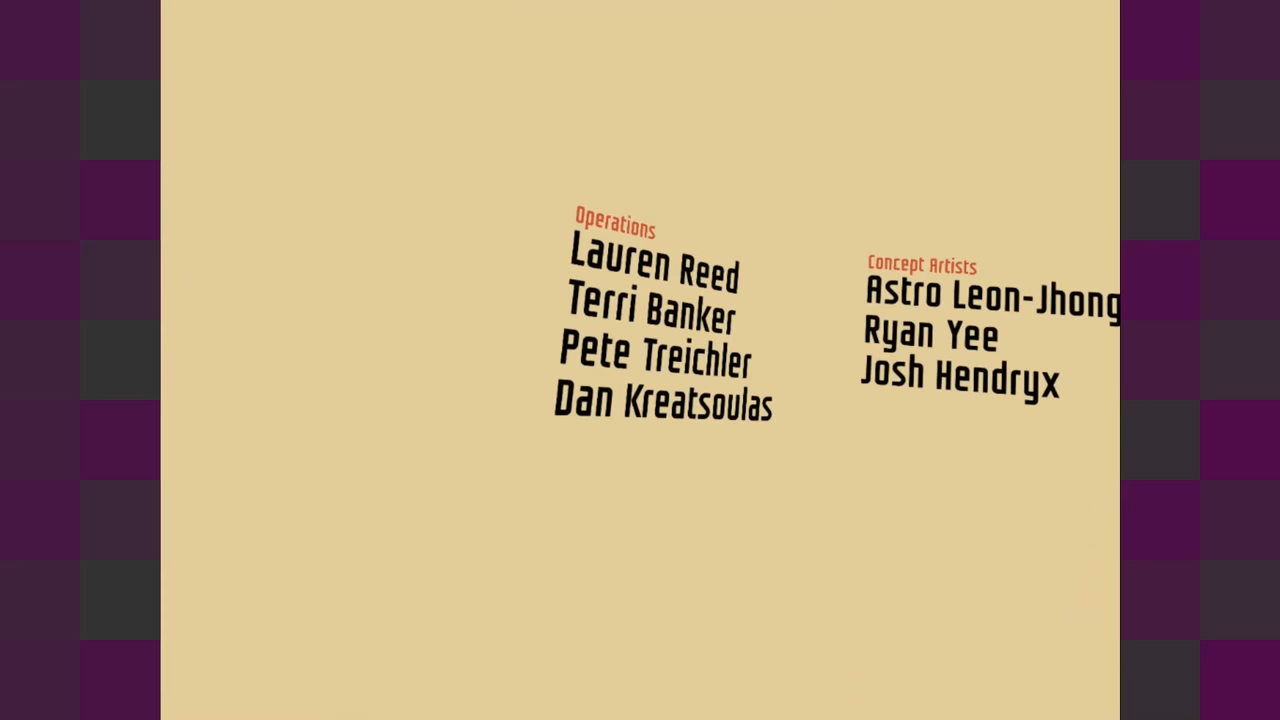 Operations
Lauren Reed
Terri Banker
Pete Treichler
Dan Kreatsoulas
Concept Artists
Astro Leon-Jhong
Ryan Yee
Josh Hendryx